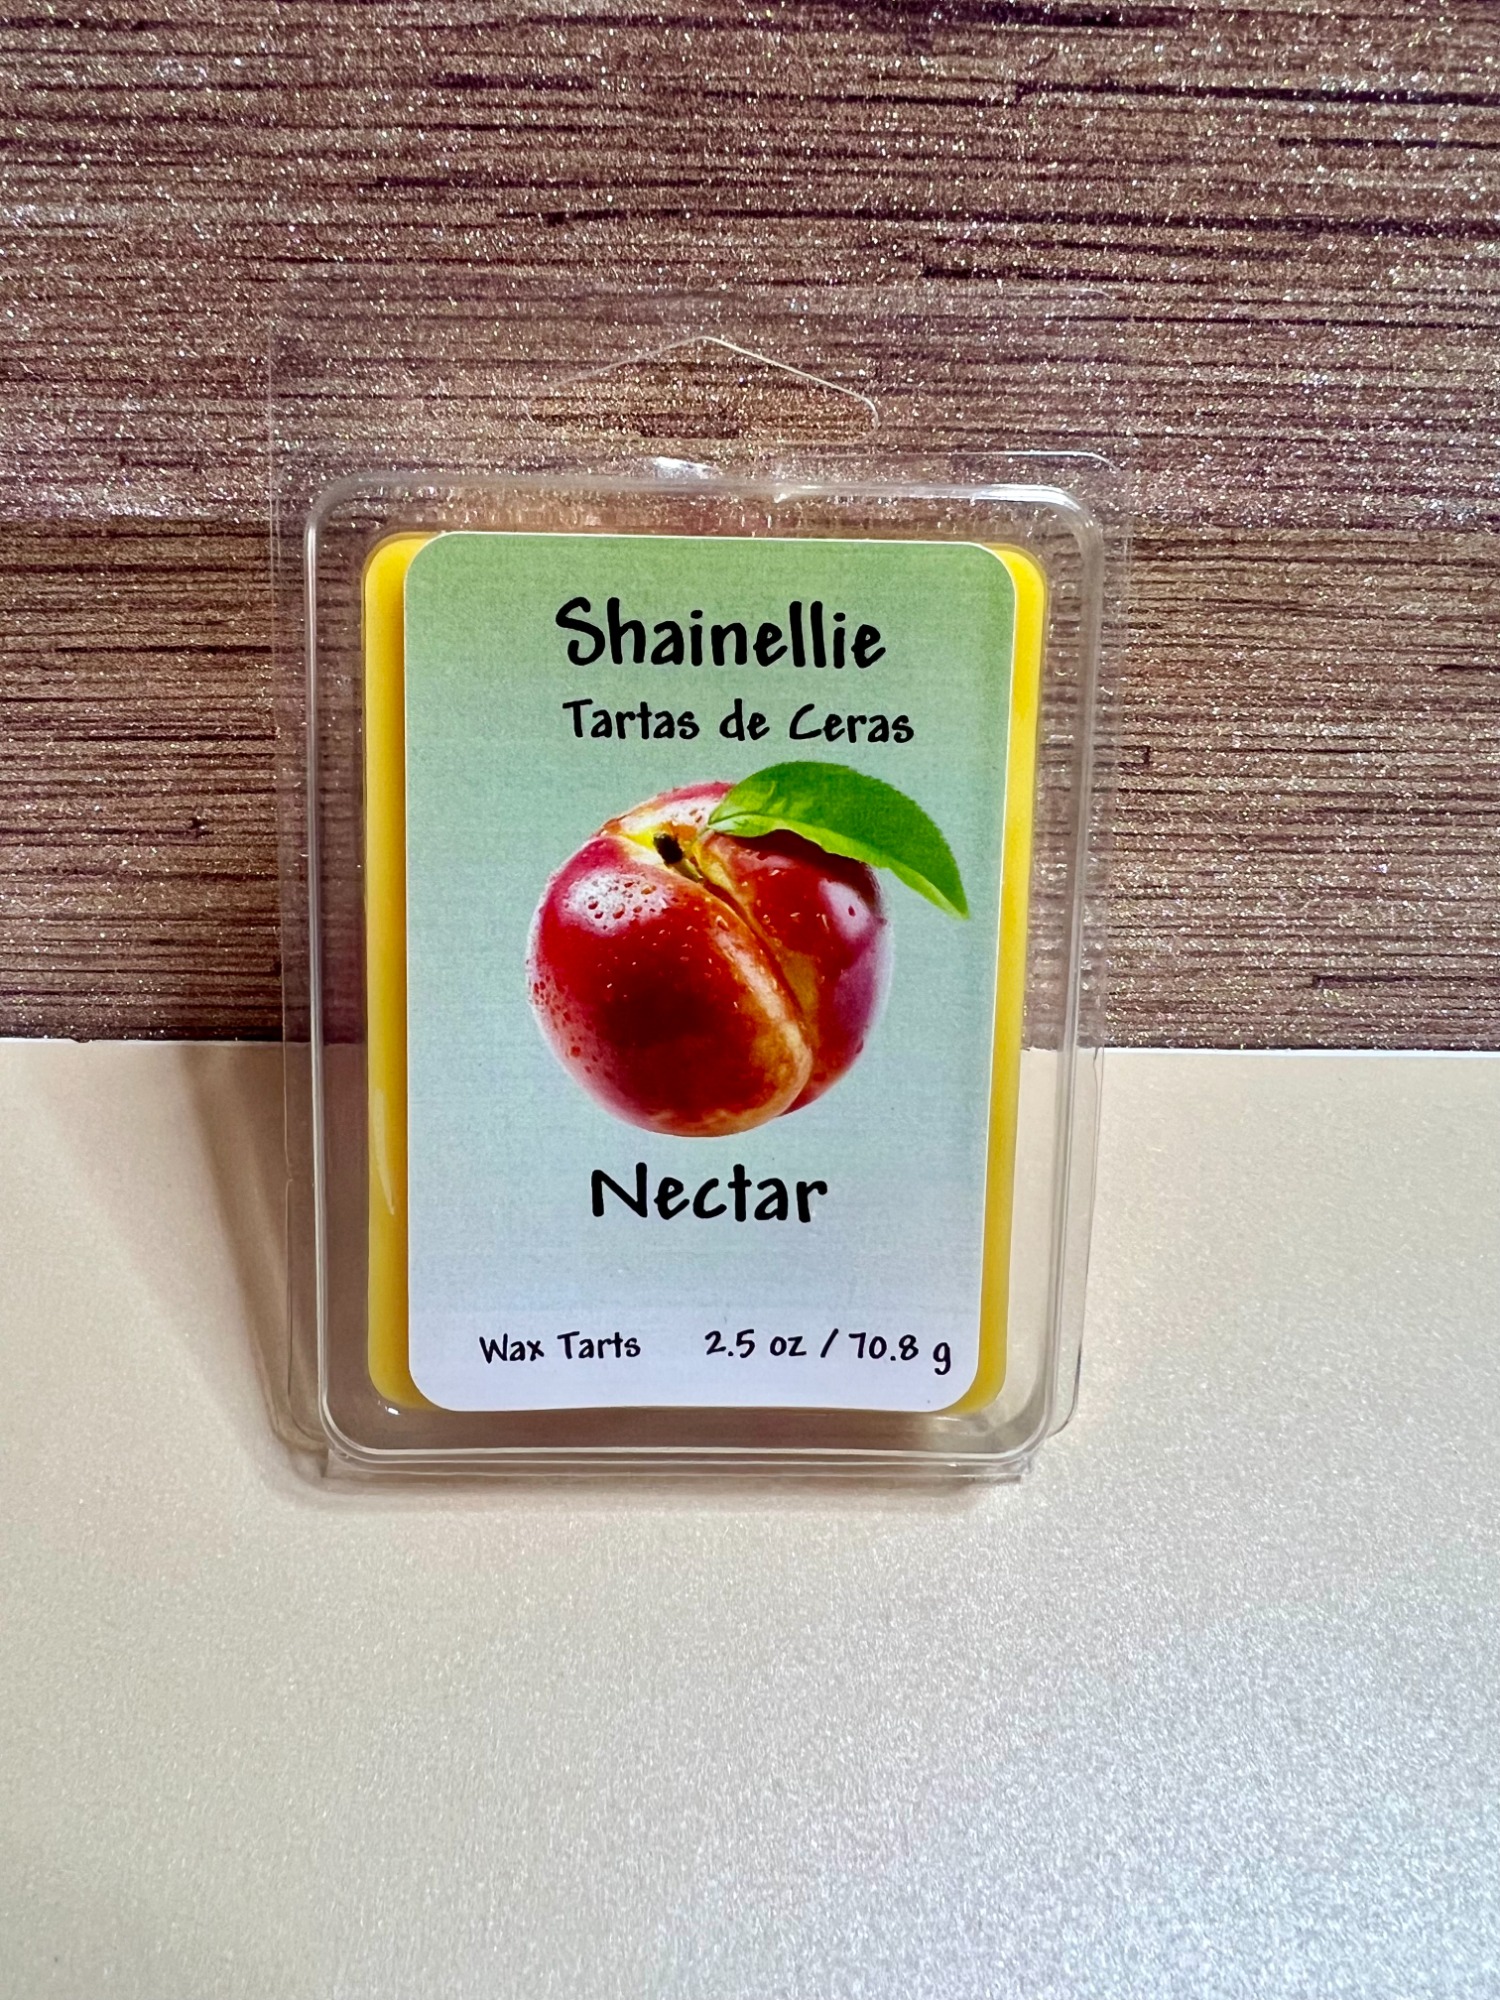 Shainellie
Tartas de Ceras
Nectar
Wax Tarts 2.5 oz / 70.8 g